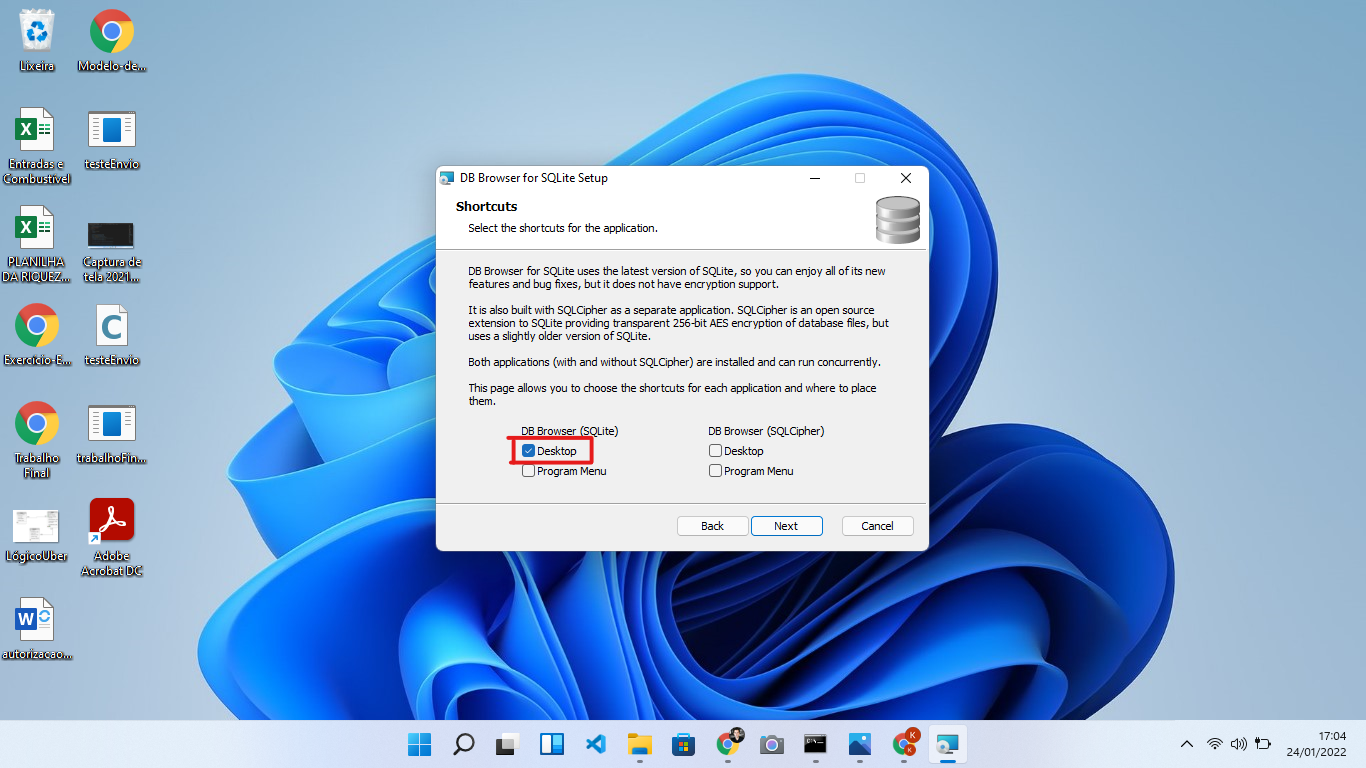 Lixeira
Modelo-de...
Entradas e
Combustivel
testeEnvio
PLANILHA
DA RIQUEZ...
Captura de
tela 2021...
Exercício-E...
testeEnvio
Trabalho
Final
trabalhoFin...
LógicoUber
Adobe
Acrobat DC
autorizacao...
DB Browser for SQLite Setup
Shortcuts
Select the shortcuts for the application.
DB Browser for SQLite uses the latest version of SQLite, so you can enjoy all of its new
features and bug fixes, but it does not have encryption support.
It is also built with SQLCipher as a separate application. SQLCipher is an open source
extension to SQLite providing transparent 256-bit AES encryption of database files, but
uses a slightly older version of SQLite.
Both applications (with and without SQLCipher) are installed and can run concurrently.
This page allows you to choose the shortcuts for each application and where to place
them.
DB Browser (SQLite)
DB Browser (SQLCipher)
Desktop
Desktop
Program Menu
Program Menu
Back
Next
Cancel
17:04
24/01/2022